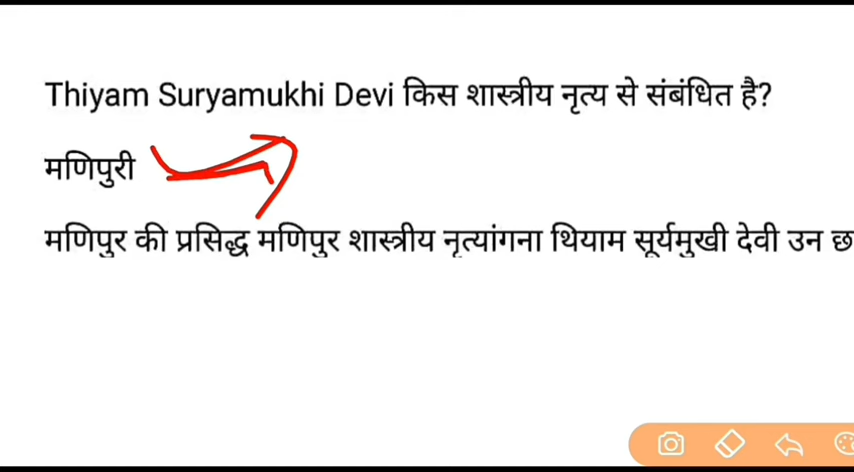 Thiyam Suryamukhi Devi किस शास्त्रीय नृत्य से संबंधित है?
मणिपुरी
मणिपुर की प्रसिद्ध मणिपुर शास्त्रीय नृत्यांगना थियाम सूर्यमुखी देवी उन